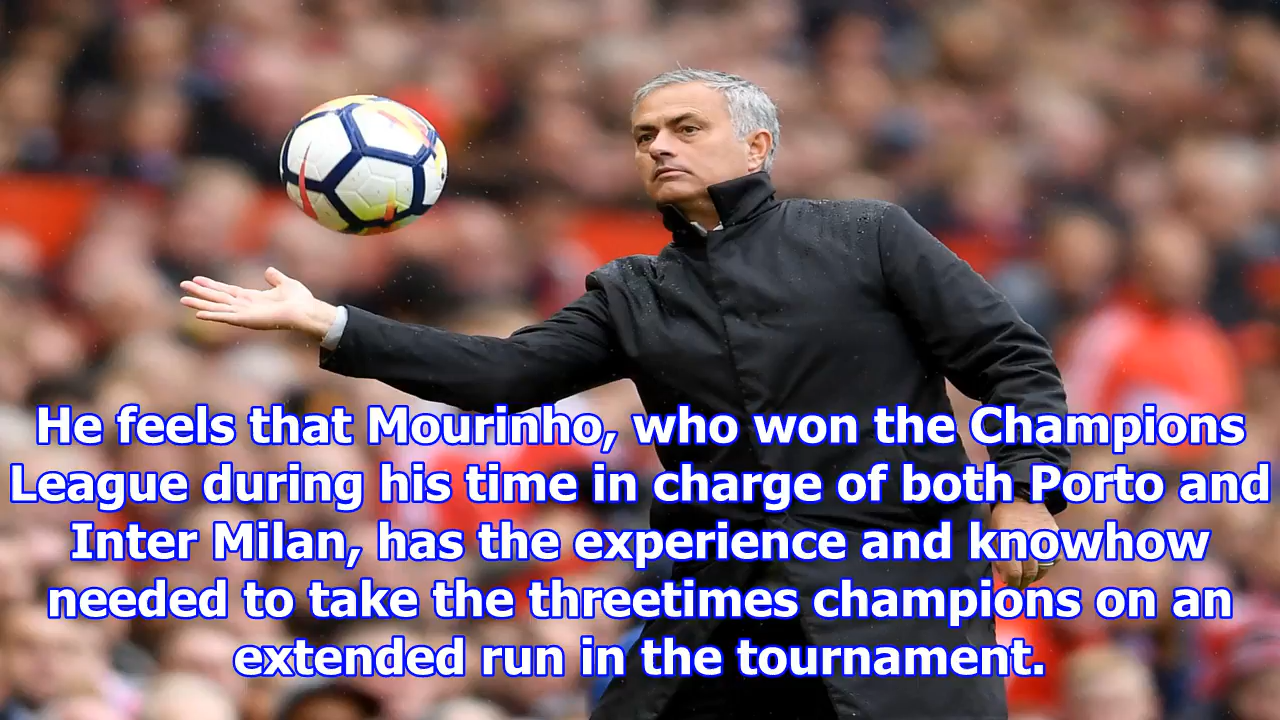 He feels that Mourinho, who won the Champions
League during his time in charge of both Porto and
Inter Milan, has the experience and knowhow
needed to take the threetimes champions on an
extended run in the tournament.